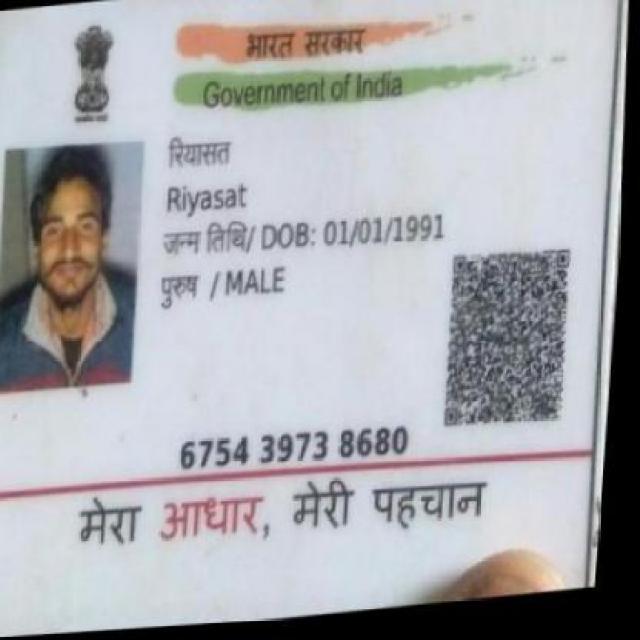 भारत सरकार
Government of India
रियासत
Riyasat
जन्म तिथि/ DOB: 01/01/1991
पुरुष / MALE
6754 3973 8680
मेरा आधार, मेरी पहचान